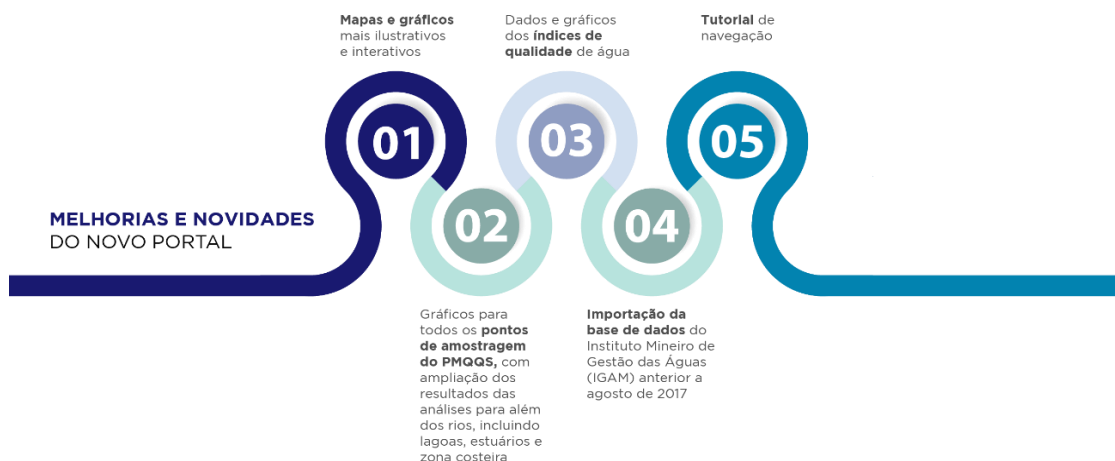 MELHORIAS E NOVIDADES
DO NOVO PORTAL
01
Mapas e gráficos
mais ilustrativos
e interativos
02
Gráficos para
todos os pontos
de amostragem
do PMQQS, com
ampliação dos
resultados das
análises para além
dos rios, incluindo
lagoas, estuários e
zona costeira
03
Dados e gráficos
dos índices de
qualidade de água
04
Importação da
base de dados do
Instituto Mineiro de
Gestão das Águas
(IGAM) anterior a
agosto de 2017
05
Tutorial de
navegação